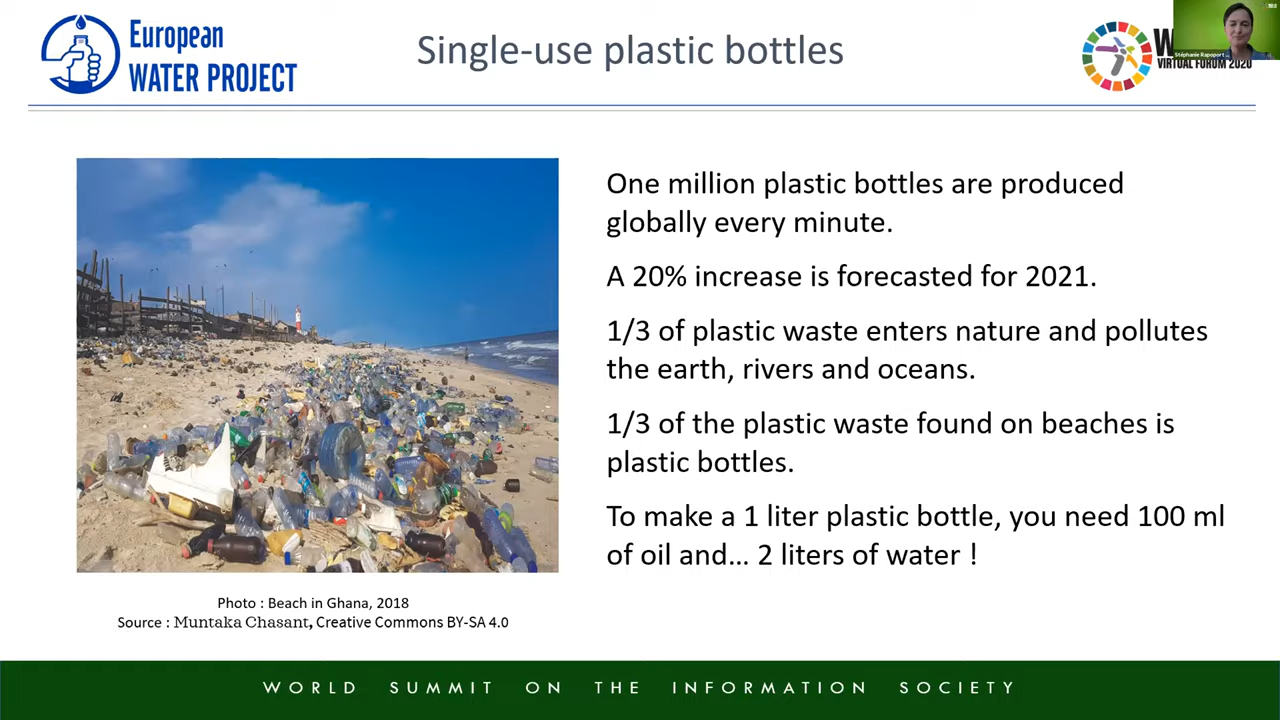 European
WATER PROJECT
Single-use plastic bottles
W
VIRTUAL FORUM 2020
Stéphanie Rapoport
One million plastic bottles are produced
globally every minute.
A 20% increase is forecasted for 2021.
1/3 of plastic waste enters nature and pollutes
the earth, rivers and oceans.
1/3 of the plastic waste found on beaches is
plastic bottles.
To make a 1 liter plastic bottle, you need 100 ml
of oil and... 2 liters of water !
Photo : Beach in Ghana, 2018
Source : Muntaka Chasant, Creative Commons BY-SA 4.0
WORLD SUMMIT ON THE INFORMATION SOCIETY